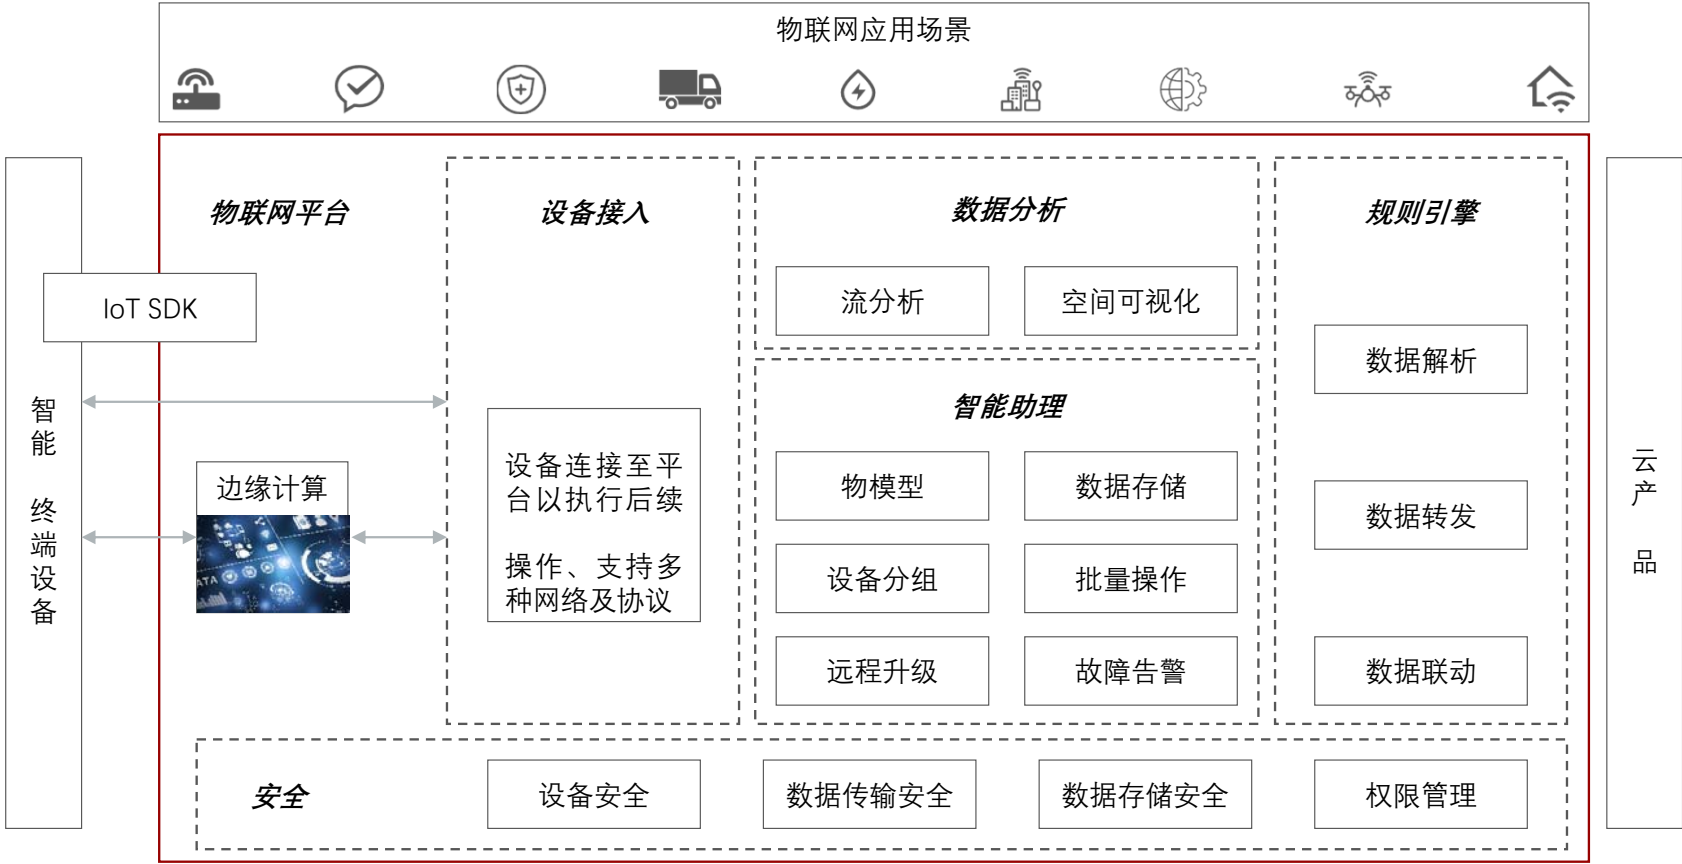 物联网应用场景
物联网平台
设备接入
数据分析
规则引擎
IoT SDK
流分析
空间可视化
数据解析
智能助理
智能 终端设备
边缘计算
DATA
设备连接至平
台以执行后续
操作、支持多
种网络及协议
物模型
数据存储
设备分组
批量操作
远程升级
故障告警
数据转发
数据联动
云产 品
安全
设备安全
数据传输安全
数据存储安全
权限管理